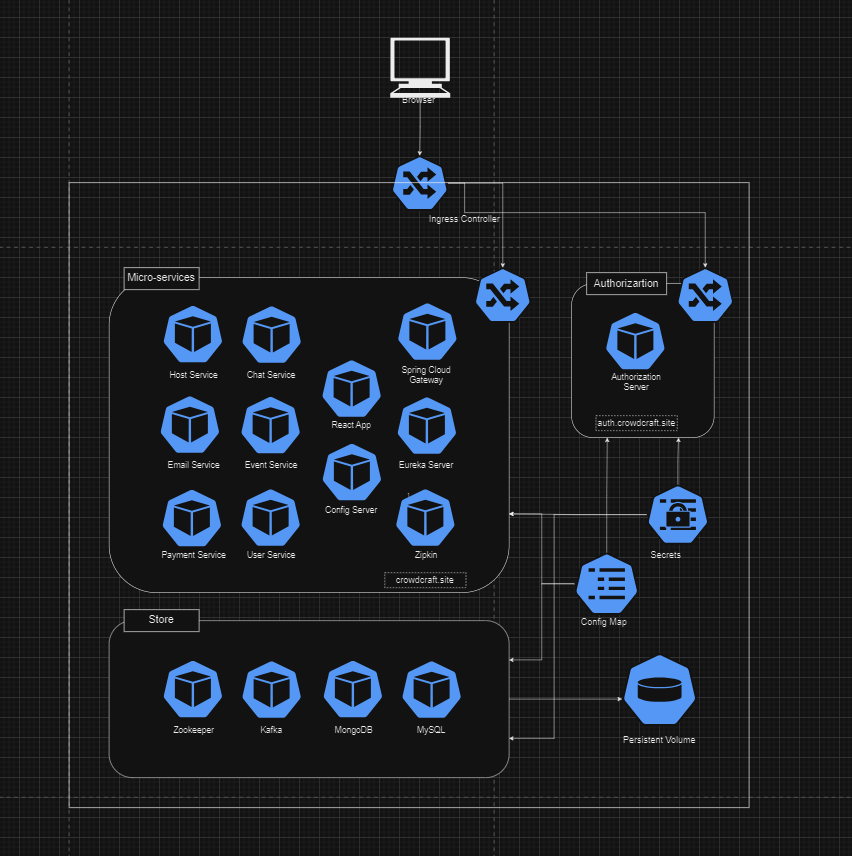 Browser
Ingress Controller
Micro-services
Authorizartion
Host Service
Chat Service
Spring Cloud
Gateway
Authorization
Server
React App
auth.crowdcraft.site
Email Service
Event Service
Eureka Server
Config Server
Payment Service
User Service
Zipkin
Secrets
crowdcraft.site
Config Map
Store
Zookeeper
Kafka
MongoDB
MySQL
Persistent Volume